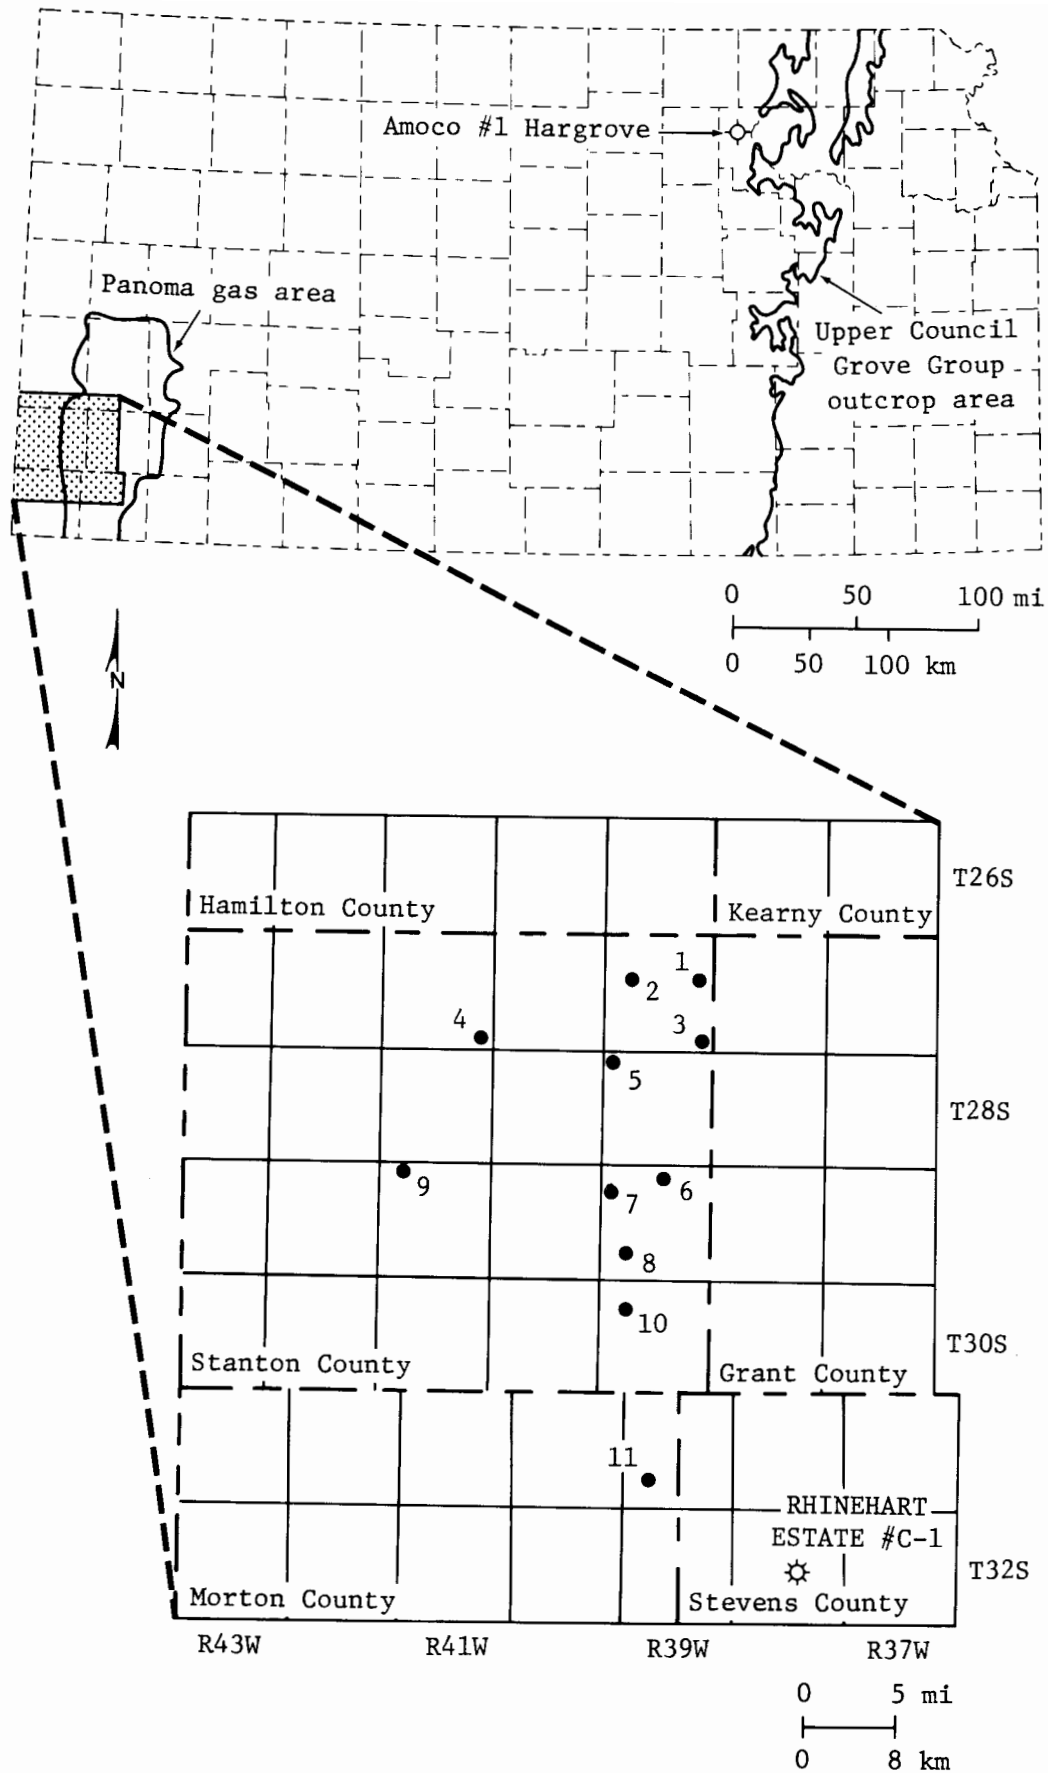 Amoco #1 Hargrove
Panoma gas area
Upper Council
Grove Group
outcrop area
0 50 100 mi
0 50 100 km
N
T26S
Hamilton County
Kearny County
1
2
3
4
5
T28S
6
7
8
9
10
T30S
Stanton County
Grant County
11
RHINEHART
ESTATE #C-1
T32S
Morton County
Stevens County
R43W R41W R39W R37W
0 5 mi
0 8 km